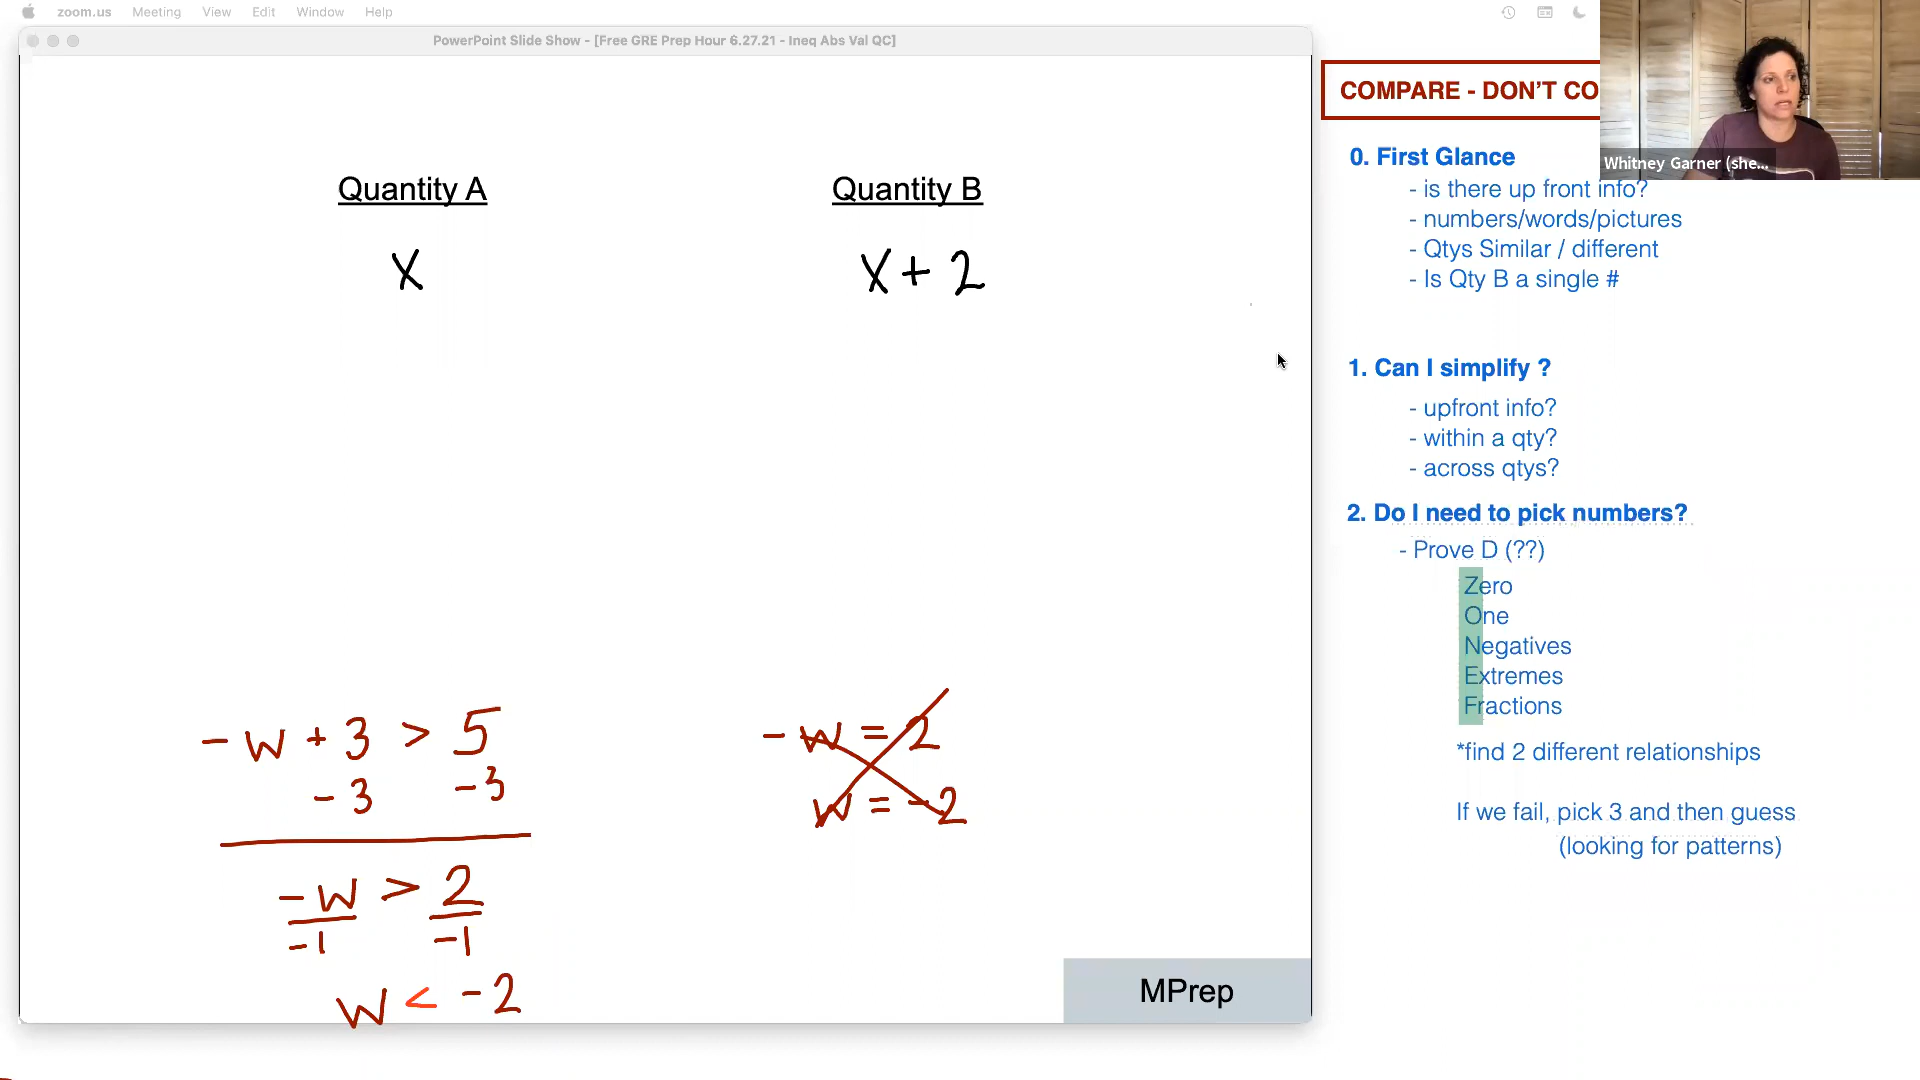 zoom.us Meeting View Edit Window Help
PowerPoint Slide Show - [Free GRE Prep Hour 6.27.21 - Ineq Abs Val QC]
Quantity A
Quantity B
X
X + 2
-w + 3 > 5
-3 -3
-w > 2
-1 -1
w < -2
-w = 2
w = -2
MPrep
COMPARE - DON'T CO
Whitney Garner (she...
0. First Glance
- is there up front info?
- numbers/words/pictures
- Qtys Similar / different
- Is Qty B a single #
1. Can I simplify ?
- upfront info?
- within a qty?
- across qtys?
2. Do I need to pick numbers?
- Prove D (??)
Zero
One
Negatives
Extremes
Fractions
*find 2 different relationships
If we fail, pick 3 and then guess
(looking for patterns)